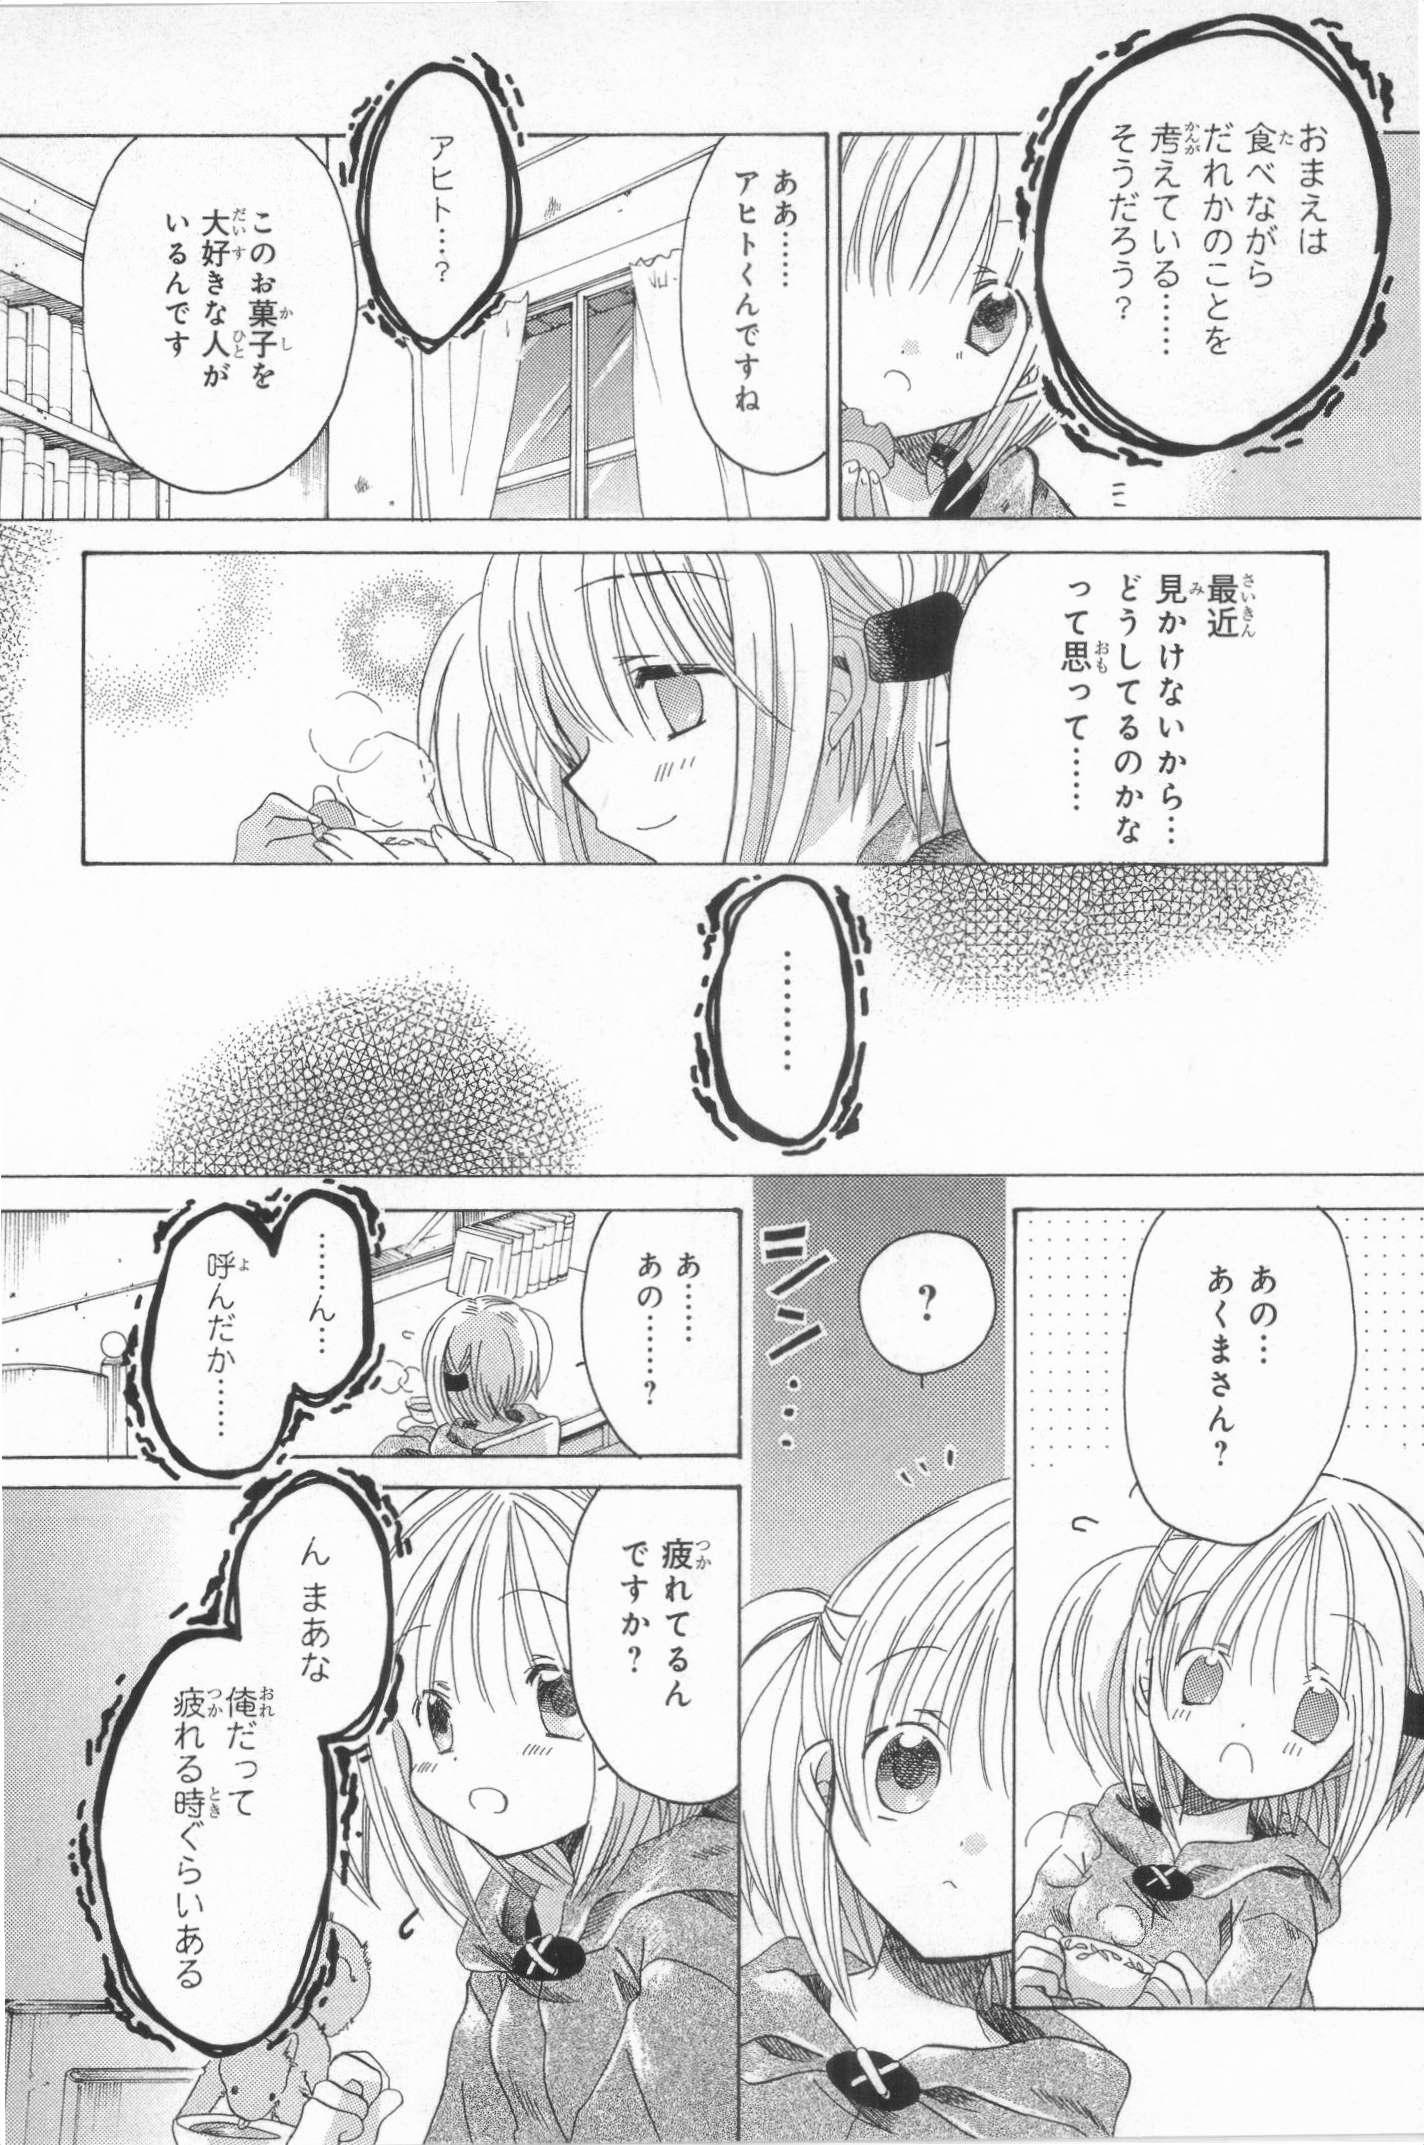 おまえは
食べながら
だれかのことを
考えている……
そうだろう？
ああ……
アヒトくんですね
アヒト…？
このお菓子を
大好きな人が
いるんです
最近
見かけないから…
どうしてるのかな
って思って……
………
あの…
あくまさん？
？
シン…
あ……
あの………？
……ん…
呼んだか……
疲れてるん
ですか？
ん まあな
俺だって
疲れる時ぐらいある